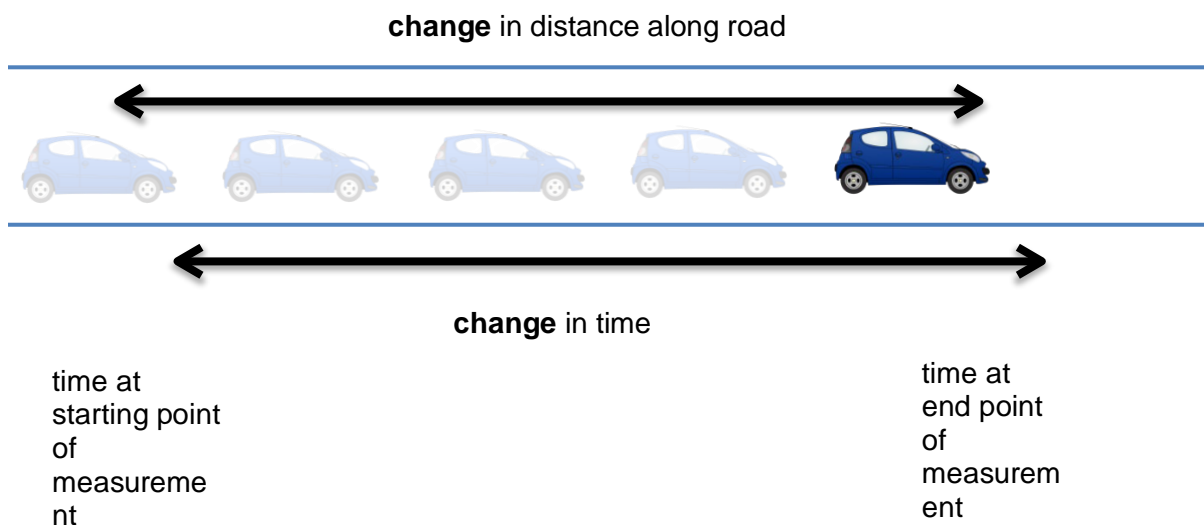 change in distance along road
change in time
time at
starting point
of
measureme
nt
time at
end point
of
measurem
ent